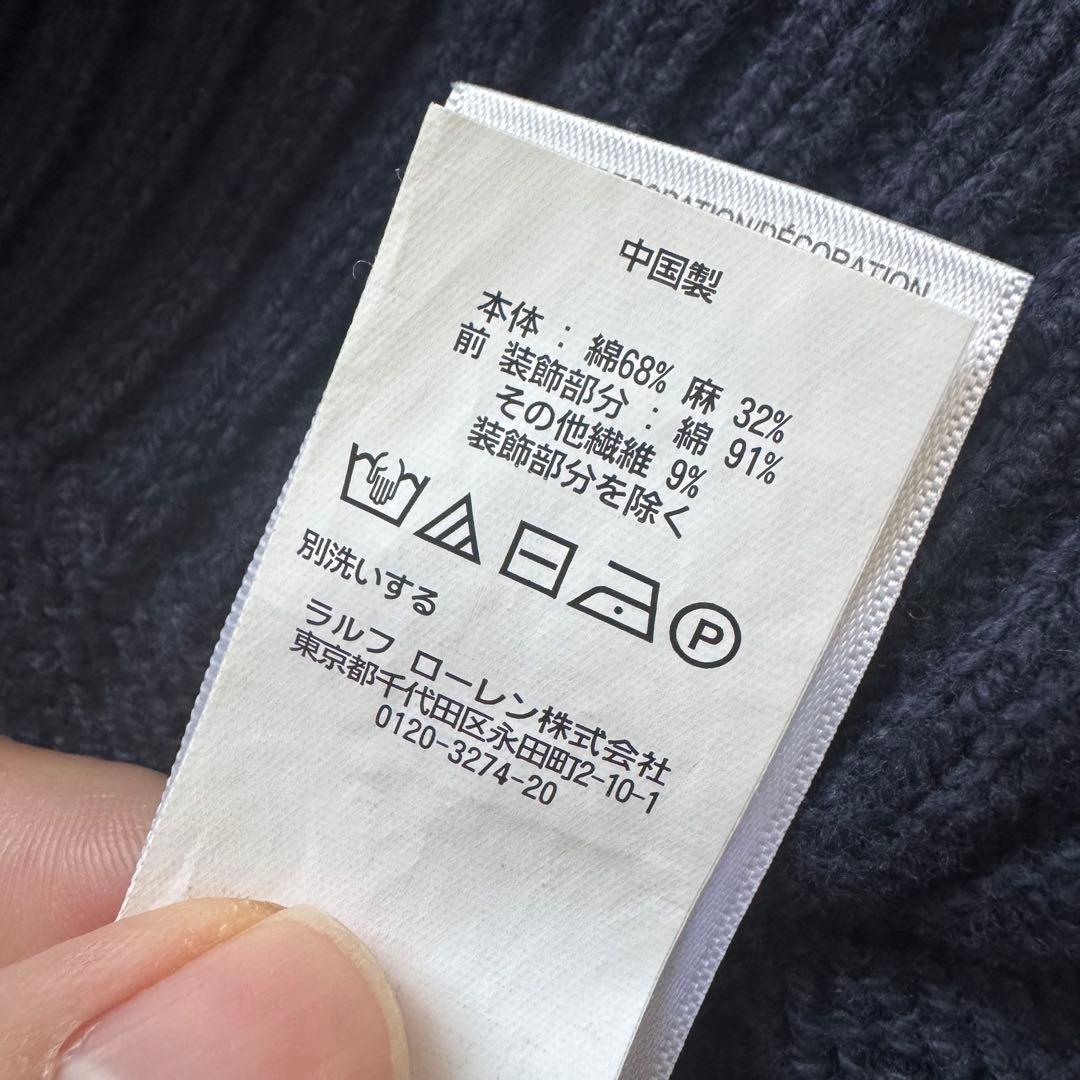 DECORATION/DÉCORATION
中国製
本体 : 綿68% 麻 32%
前 装飾部分 : 綿 91%
その他繊維 9%
装飾部分を除く
P
別洗いする
ラルフ ローレン株式会社
東京都千代田区永田町2-10-1
0120-3274-20